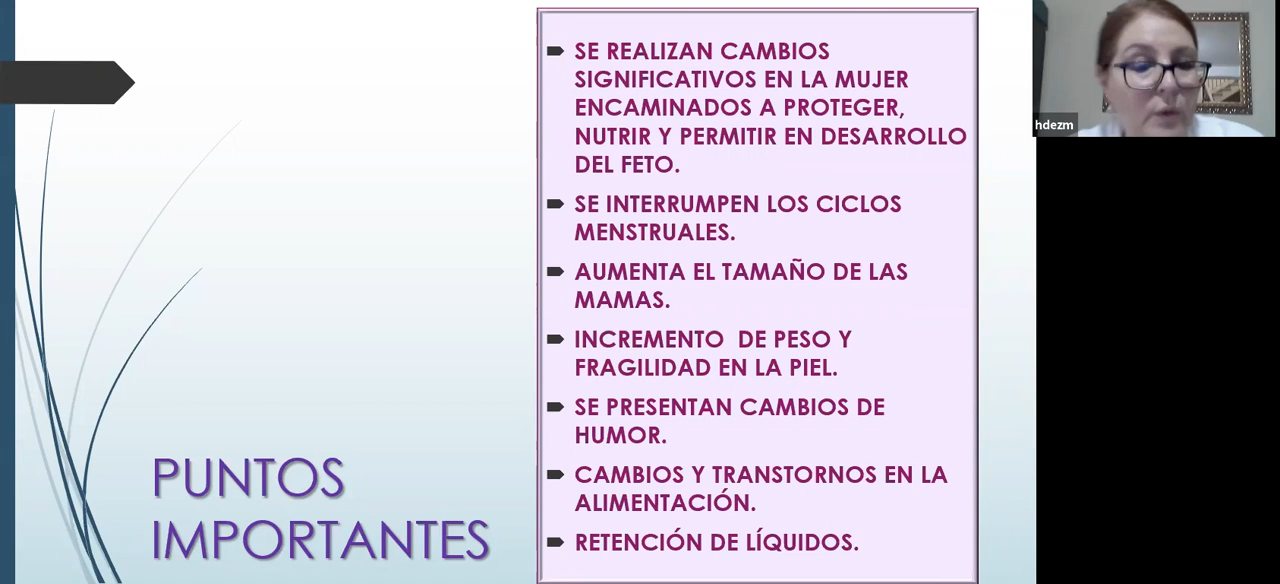 SE REALIZAN CAMBIOS
SIGNIFICATIVOS EN LA MUJER
ENCAMINADOS A PROTEGER,
NUTRIR Y PERMITIR EN DESARROLLO
DEL FETO.
SE INTERRUMPEN LOS CICLOS
MENSTRUALES.
AUMENTA EL TAMAÑO DE LAS
MAMAS.
INCREMENTO  DE PESO Y
FRAGILIDAD EN LA PIEL.
SE PRESENTAN CAMBIOS DE
HUMOR.
CAMBIOS Y TRANSTORNOS EN LA
ALIMENTACIÓN.
RETENCIÓN DE LÍQUIDOS.
PUNTOS
IMPORTANTES
hdezm